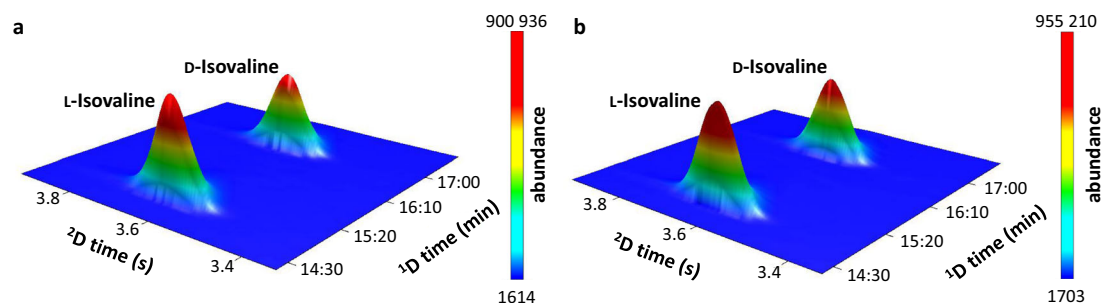 a
900 936
D-Isovaline
L-Isovaline
abundance
3.8
3.6
3.4
²D time (s)
17:00
16:10
15:20
14:30
¹D time (min)
1614
b
955 210
D-Isovaline
L-Isovaline
abundance
3.8
3.6
3.4
²D time (s)
17:00
16:10
15:20
14:30
¹D time (min)
1703